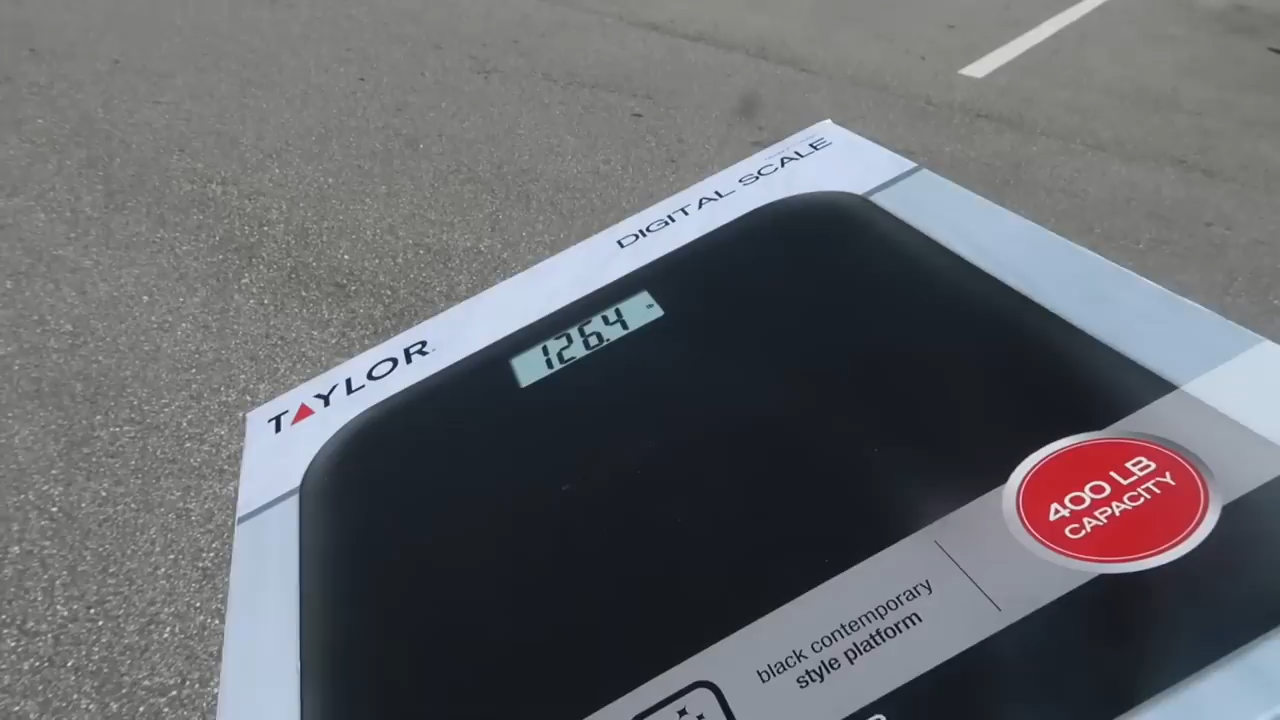 DIGITAL SCALE
TAYLOR
126.4
400 LB
CAPACITY
black contemporary
style platform